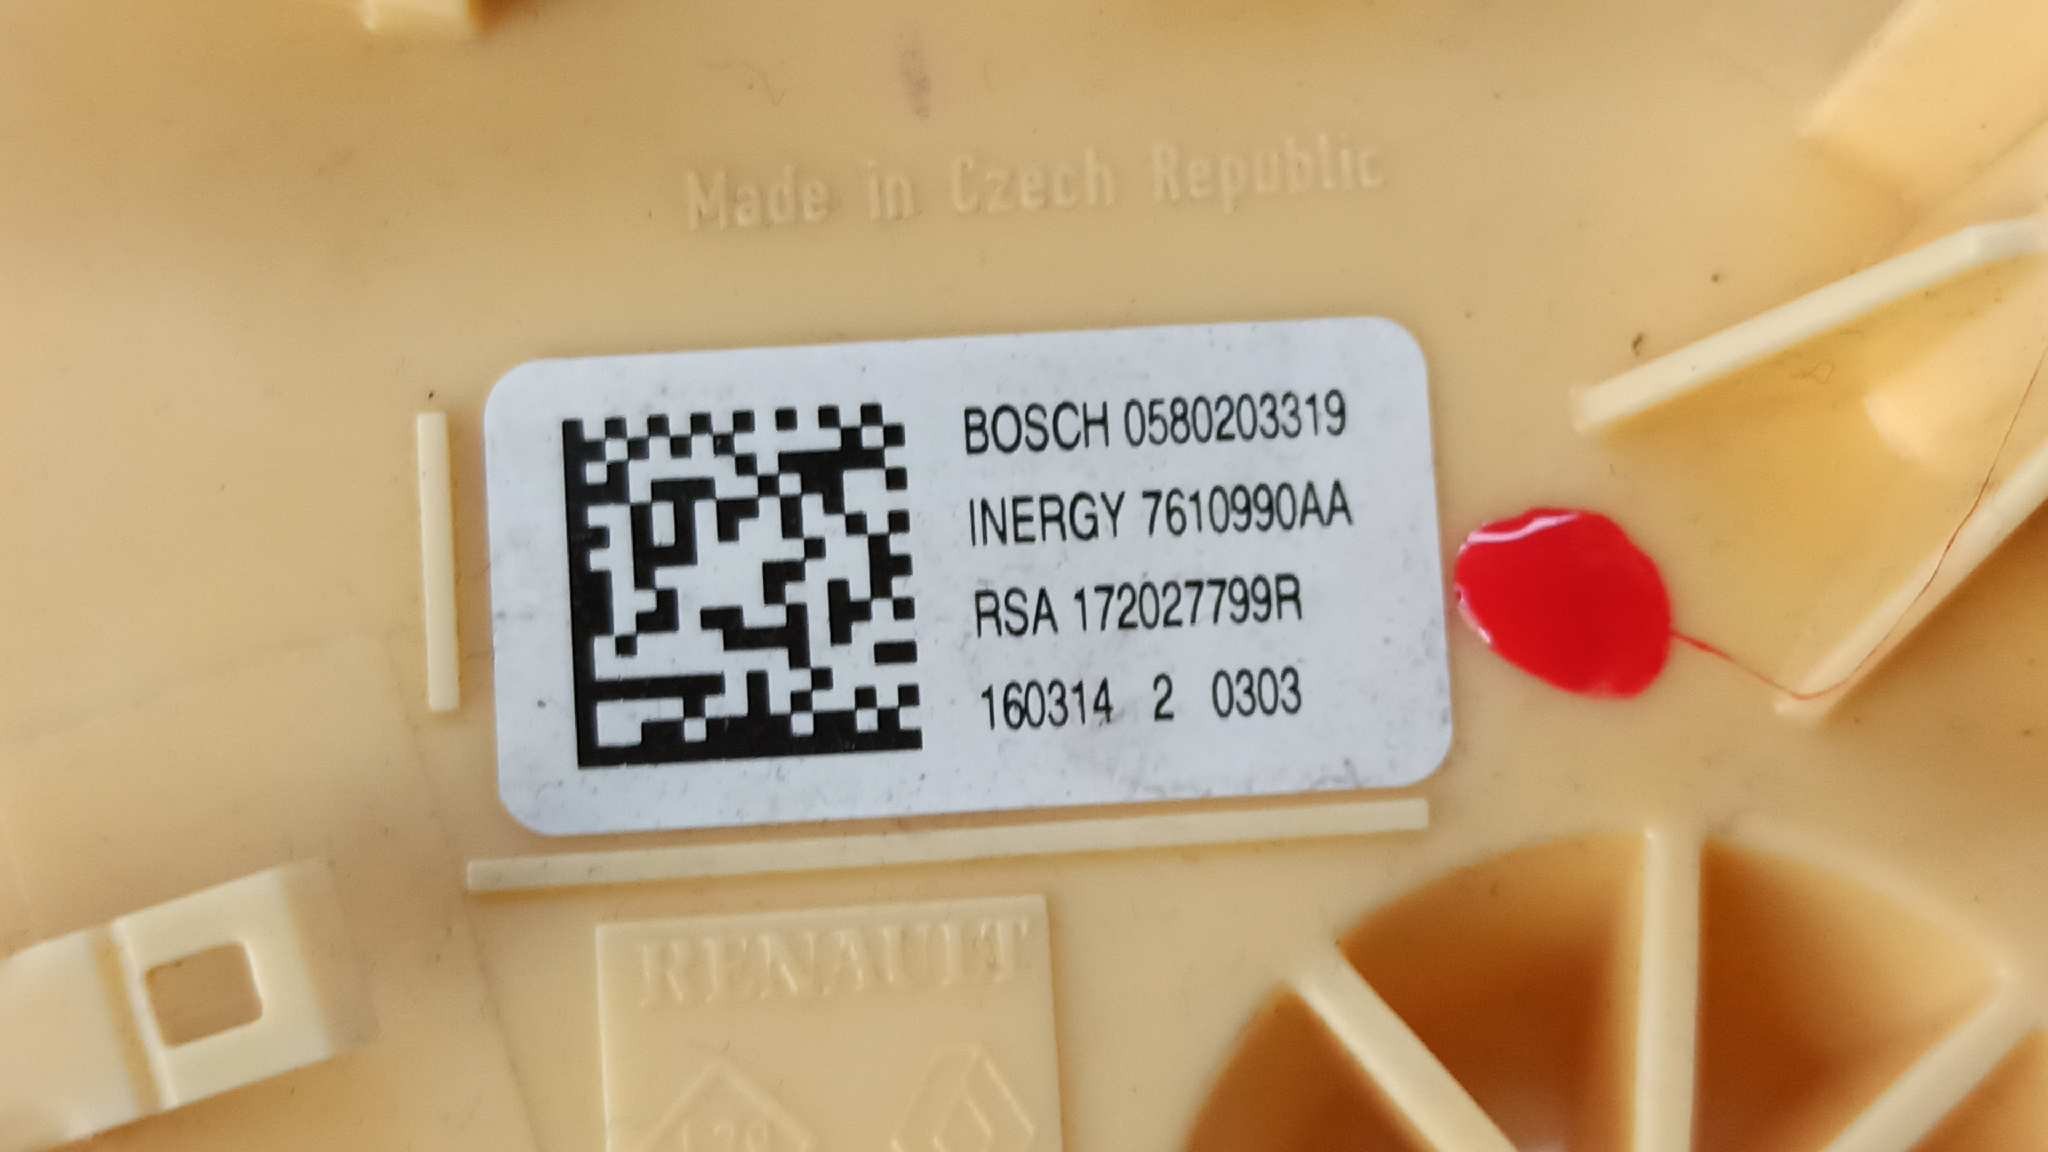 Made in Czech Republic
BOSCH 0580203319
INERGY 7610990AA
RSA 172027799R
160314 2 0303
RENAULT